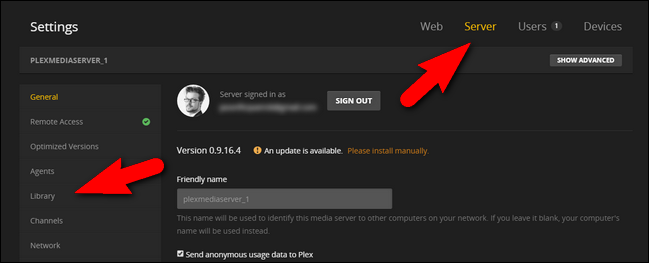 Settings
Web
Server
Users 1
Devices
PLEXMEDIASERVER_1
SHOW ADVANCED
General
Remote Access
Optimized Versions
Agents
Library
Channels
Network
Server signed in as
SIGN OUT
Version 0.9.16.4
An update is available. Please install manually.
Friendly name
plexmediaserver_1
This name will be used to identify this media server to other computers on your network. If you leave it blank, your computer's
name will be used instead.
Send anonymous usage data to Plex